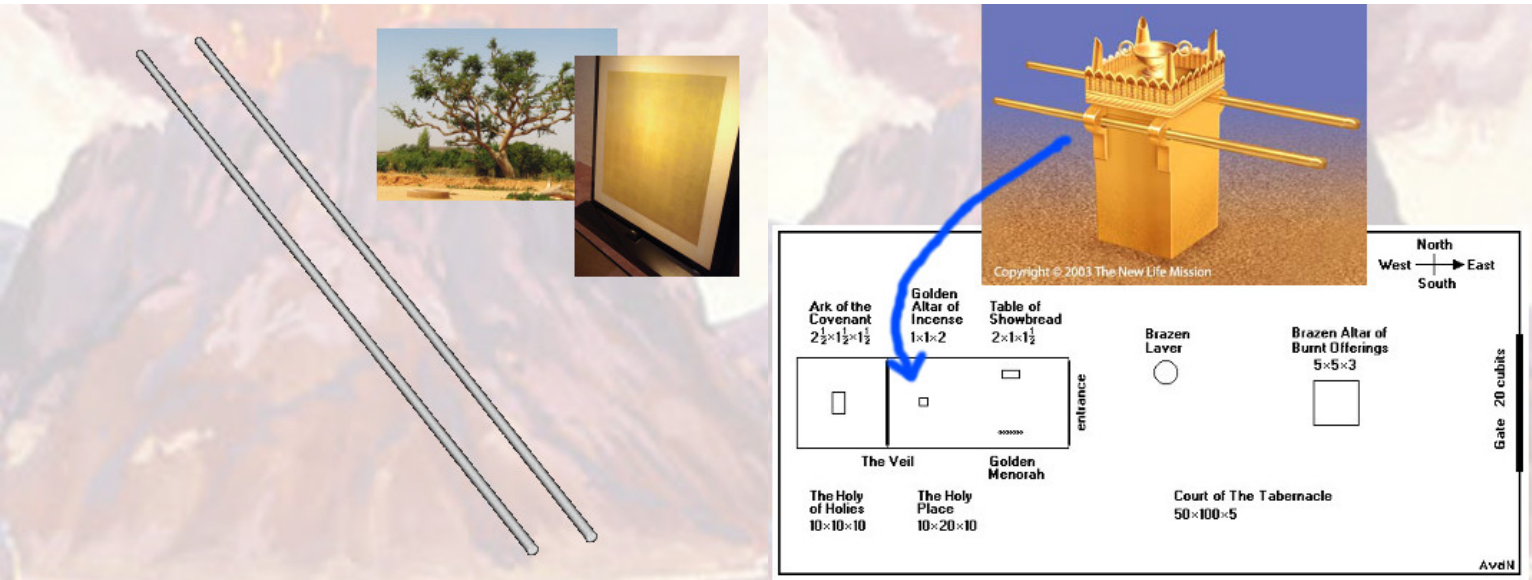 Copyright © 2003 The New Life Mission
North
West East
South
Ark of the
Covenant
2½×1½×1½
Golden
Altar of
Incense
1×1×2
Table of
Showbread
2×1×1½
Brazen
Laver
Brazen Altar of
Burnt Offerings
5×5×3
entrance
Gate 20 cubits
The Veil
Golden
Menorah
The Holy
of Holies
10×10×10
The Holy
Place
10×20×10
Court of The Tabernacle
50×100×5
AvdN